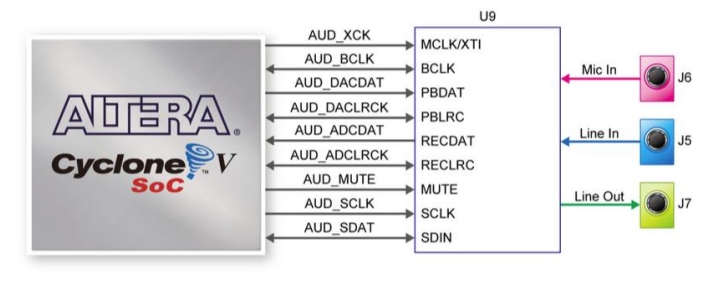 U9
AUD_XCK
MCLK/XTI
AUD_BCLK
BCLK
AUD_DACDAT
PBDAT
AUD_DACLRCK
PBLRC
AUD_ADCDAT
RECDAT
AUD_ADCLRCK
RECLRC
AUD_MUTE
MUTE
AUD_SCLK
SCLK
AUD_SDAT
SDIN
ALTERA®
Cyclone™ V
SoC
Mic In
J6
Line In
J5
Line Out
J7